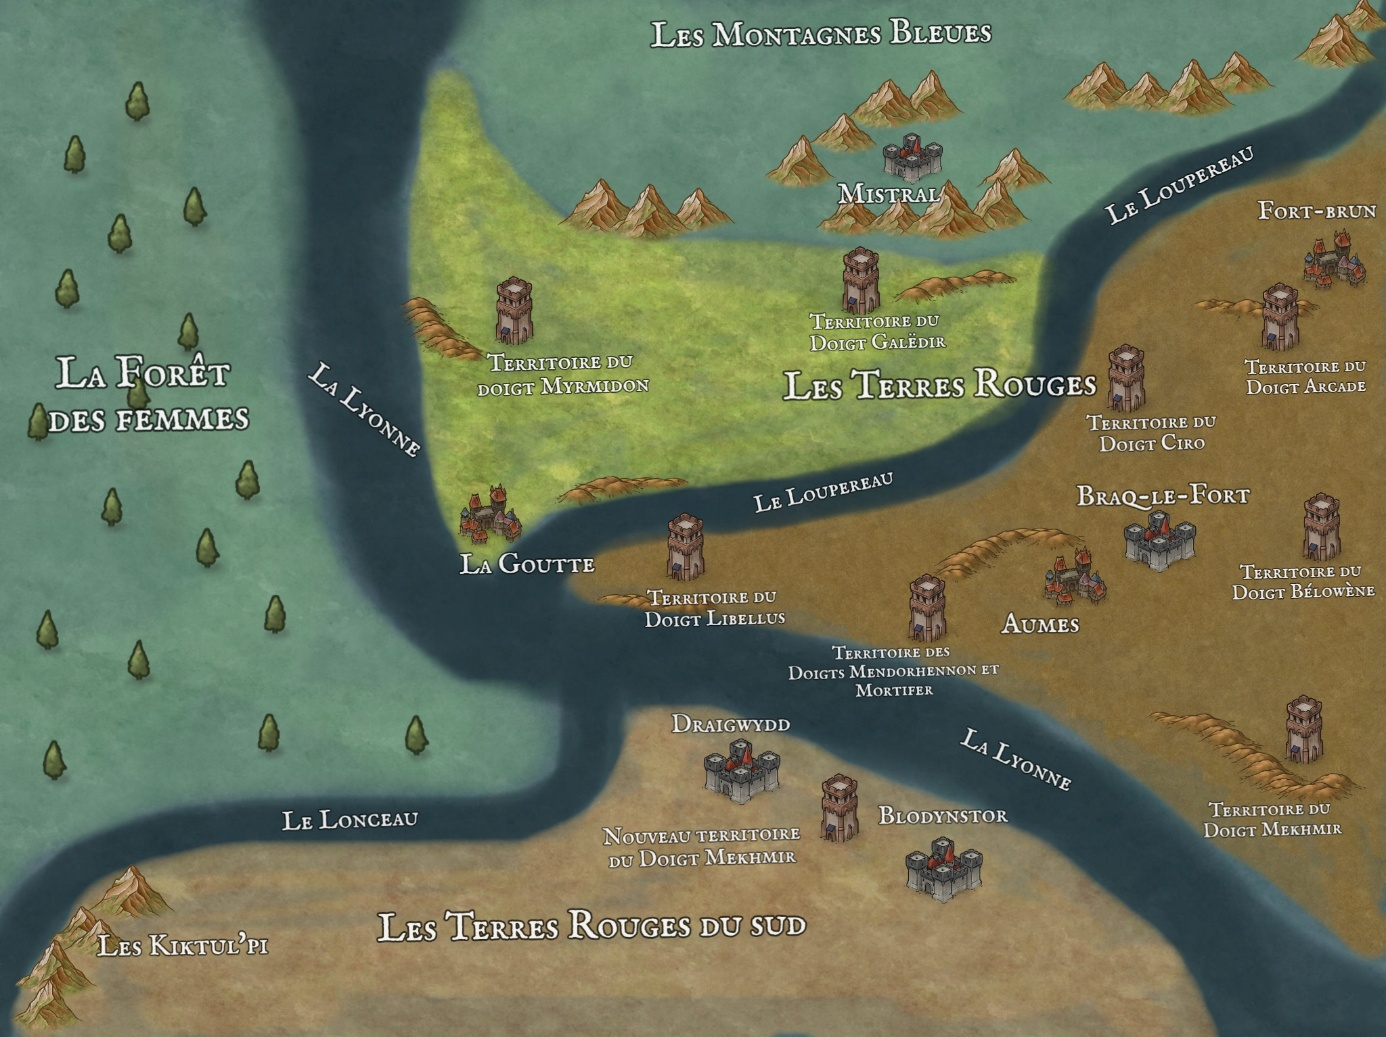 Les Montagnes Bleues
Mistral
Le Loupereau
Fort-brun
Territoire du
Doigt Galëdir
Territoire du
doigt Myrmidon
La Forêt
des femmes
La Lyonne
Les Terres Rouges
Territoire du
Doigt Arcade
Territoire du
Doigt Ciro
Le Loupereau
Braq-le-Fort
La Goutte
Territoire du
Doigt Libellus
Territoire du
Doigt Bélowène
Aumes
Territoire des
Doigts Mendorhennon et
Mortifer
Draigwydd
La Lyonne
Le Lonceau
Nouveau territoire
du Doigt Mekhmir
Blodynstor
Territoire du
Doigt Mekhmir
Les Terres Rouges du sud
Les Kiktul'pi